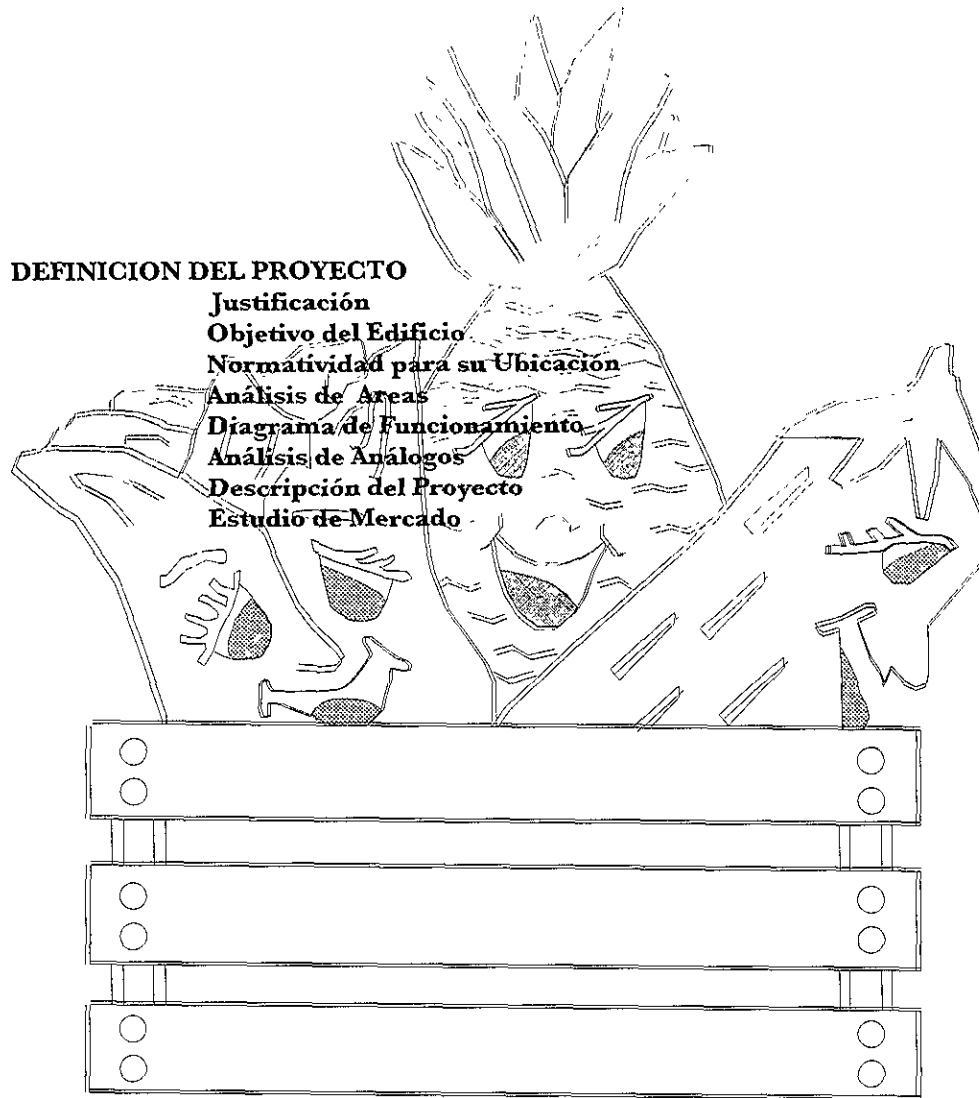 DEFINICION DEL PROYECTO
Justificación
Objetivo del Edificio
Normatividad para su Ubicación
Análisis de Areas
Diagrama de Funcionamiento
Análisis de Análogos
Descripción del Proyecto
Estudio de Mercado